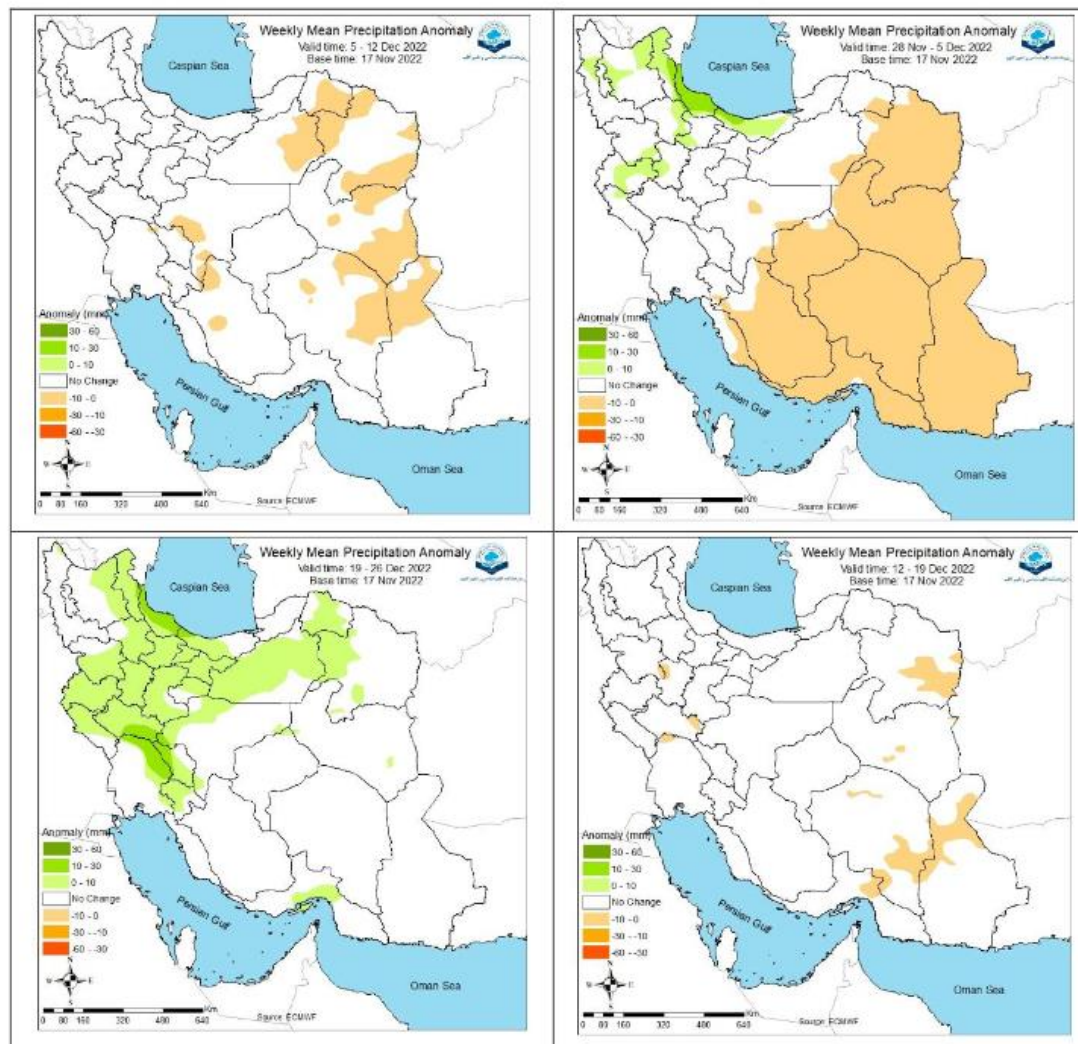 Weekly Mean Precipitation Anomaly
Valid time: 5 - 12 Dec 2022
Base time: 17 Nov 2022
Caspian Sea
Anomaly (mm)
30 - 60
10 - 30
0 - 10
No Change
-10 - 0
-30 - -10
-60 - -30
Persian Gulf
Oman Sea
N
W E
S
Km
0 80 160 320 480 640
Source: ECMWF
Weekly Mean Precipitation Anomaly
Valid time: 28 Nov - 5 Dec 2022
Base time: 17 Nov 2022
Caspian Sea
Anomaly (mm)
30 - 60
10 - 30
0 - 10
No Change
-10 - 0
-30 - -10
-60 - -30
Persian Gulf
Oman Sea
N
W E
S
Km
0 80 160 320 480 640
Source: ECMWF
Weekly Mean Precipitation Anomaly
Valid time: 19 - 26 Dec 2022
Base time: 17 Nov 2022
Caspian Sea
Anomaly (mm)
30 - 60
10 - 30
0 - 10
No Change
-10 - 0
-30 - -10
-60 - -30
Persian Gulf
Oman Sea
N
W E
S
Km
0 80 160 320 480 640
Source: ECMWF
Weekly Mean Precipitation Anomaly
Valid time: 12 - 19 Dec 2022
Base time: 17 Nov 2022
Caspian Sea
Anomaly (mm)
30 - 60
10 - 30
0 - 10
No Change
-10 - 0
-30 - -10
-60 - -30
Persian Gulf
Oman Sea
N
W E
S
Km
0 80 160 320 480 640
Source: ECMWF